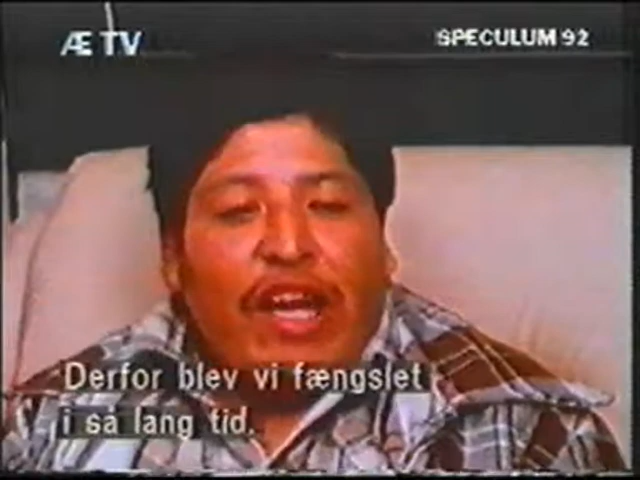 ÆTV
SPECULUM 92
Derfor blev vi fængslet
i så lang tid.